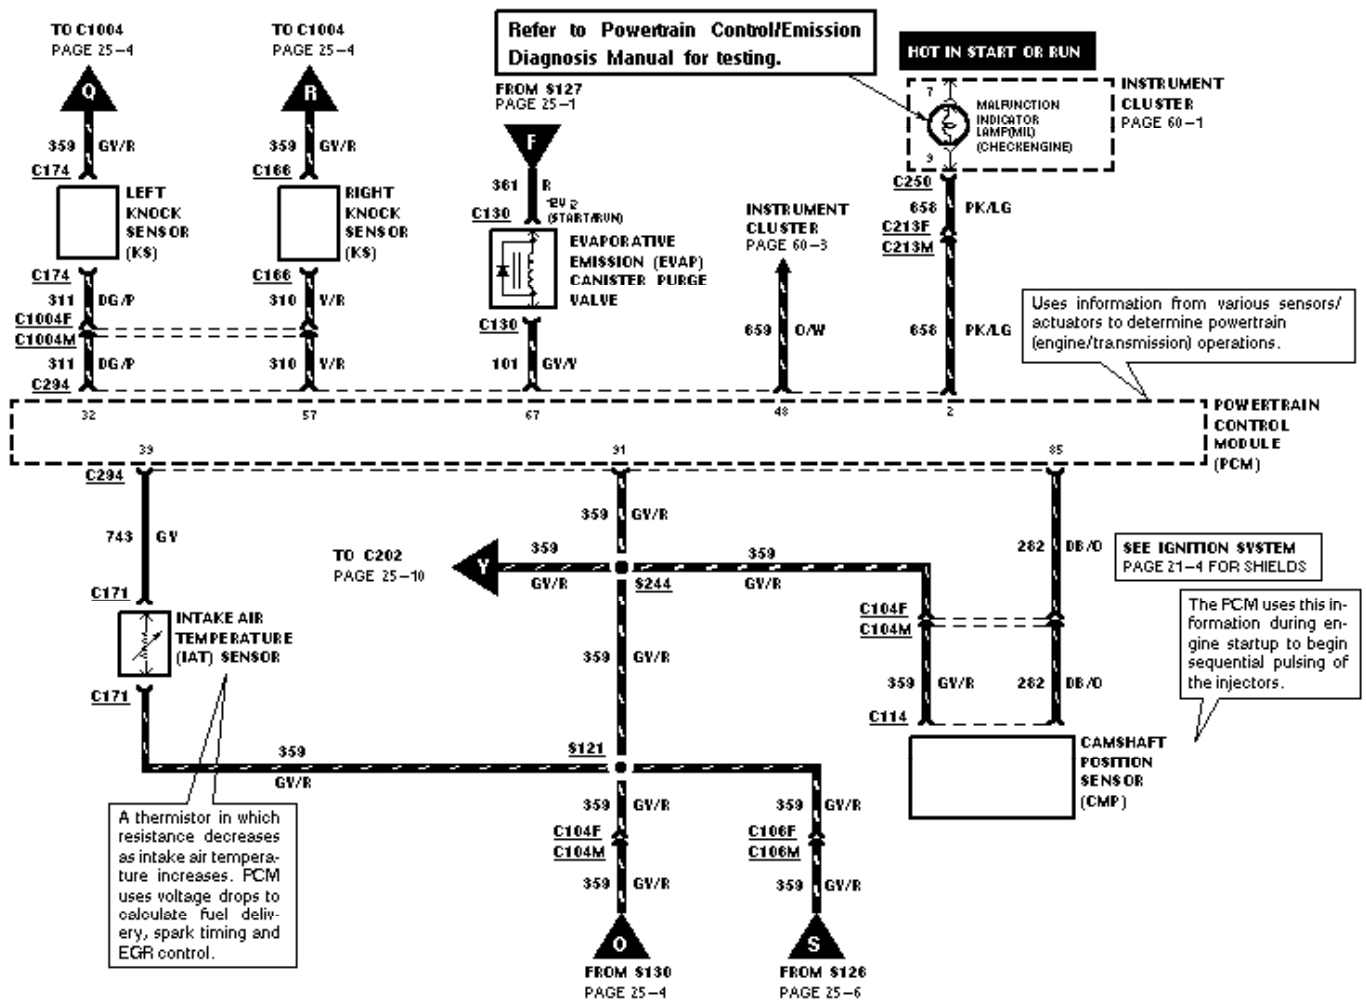 TO C1004
PAGE 25-4
TO C1004
PAGE 25-4
Refer to Powertrain Control/Emission
Diagnosis Manual for testing.
HOT IN START OR RUN
Q
R
FROM S127
PAGE 25-1
F
7
MALFUNCTION
INDICATOR
LAMP(MIL)
(CHECKENGINE)
9
INSTRUMENT
CLUSTER
PAGE 60-1
359 GY/R
359 GY/R
C174
C166
LEFT
KNOCK
SENSOR
(KS)
RIGHT
KNOCK
SENSOR
(KS)
361 R
12V 2
(START/RUN)
C130
EVAPORATIVE
EMISSION (EVAP)
CANISTER PURGE
VALVE
C250
658 PK/LG
C213F
C213M
INSTRUMENT
CLUSTER
PAGE 60-3
C174
C166
311 DG/P
310 Y/R
C1004F
C1004M
311 DG/P
310 Y/R
C294
C130
101 GY/Y
659 O/W
658 PK/LG
Uses information from various sensors/
actuators to determine powertrain
(engine/transmission) operations.
32
57
67
48
2
39
91
85
POWERTRAIN
CONTROL
MODULE
(PCM)
C294
743 GY
359 GY/R
TO C202
PAGE 25-10
Y
359
GY/R
359
GY/R
S244
282 DB/O
SEE IGNITION SYSTEM
PAGE 21-4 FOR SHIELDS
C171
INTAKE AIR
TEMPERATURE
(IAT) SENSOR
C171
C104F
C104M
The PCM uses this in-
formation during en-
gine startup to begin
sequential pulsing of
the injectors.
359 GY/R
359 GY/R
282 DB/O
C114
CAMSHAFT
POSITION
SENSOR
(CMP)
359
GY/R
S121
359 GY/R
359 GY/R
C104F
C104M
C106F
C106M
359 GY/R
359 GY/R
A thermistor in which
resistance decreases
as intake air tempera-
ture increases. PCM
uses voltage drops to
calculate fuel deliv-
ery, spark timing and
EGR control.
O
S
FROM S130
PAGE 25-4
FROM S126
PAGE 25-6